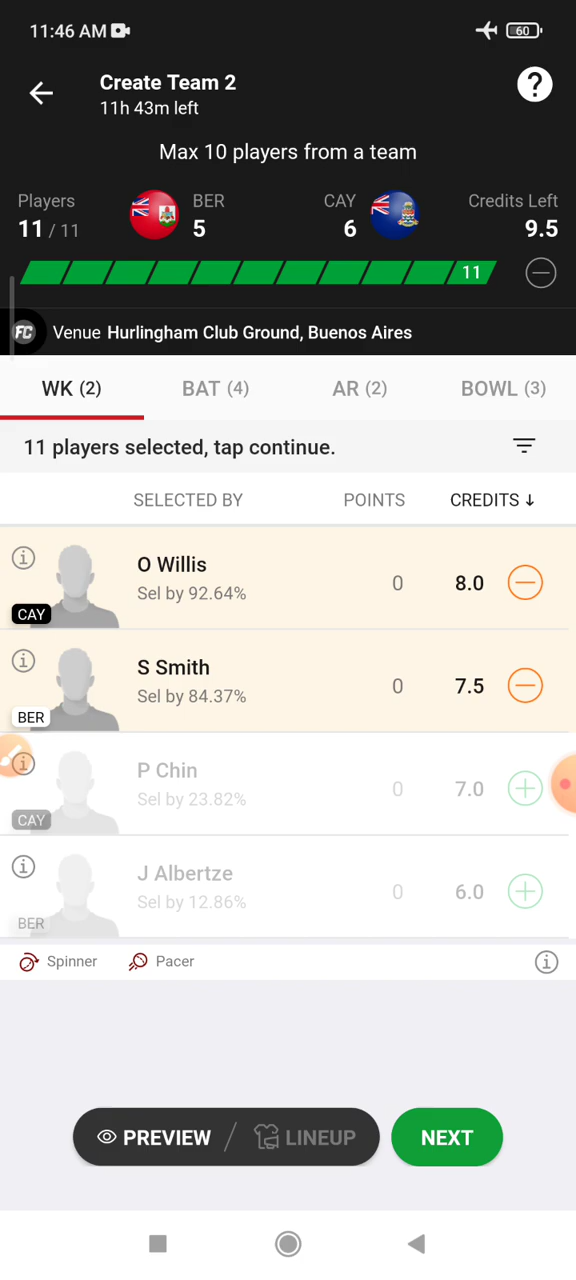 11:46 AM
60
Create Team 2
11h 43m left
?
Max 10 players from a team
Players
11 / 11
BER
5
CAY
6
Credits Left
9.5
11
FC
Venue Hurlingham Club Ground, Buenos Aires
WK (2)
BAT (4)
AR (2)
BOWL (3)
11 players selected, tap continue.
SELECTED BY
POINTS
CREDITS ↓
O Willis
Sel by 92.64%
0
8.0
CAY
S Smith
Sel by 84.37%
0
7.5
BER
P Chin
Sel by 23.82%
0
7.0
CAY
J Albertze
Sel by 12.86%
0
6.0
BER
Spinner
Pacer
PREVIEW / LINEUP
NEXT